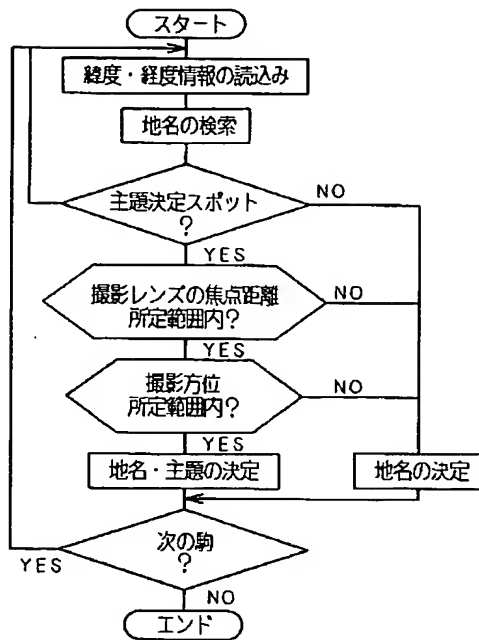 スタート
緯度・経度情報の読込み
地名の検索
主題決定スポット
?
NO
YES
撮影レンズの焦点距離
所定範囲内?
NO
YES
撮影方位
所定範囲内?
NO
YES
地名・主題の決定
地名の決定
次の駒
?
YES
NO
エンド